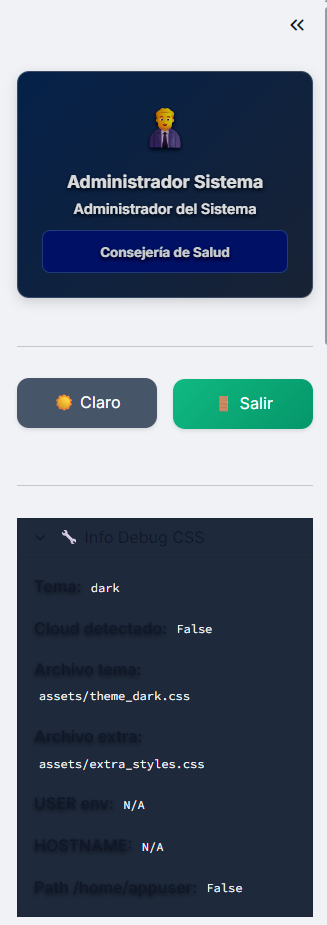 «
Administrador Sistema
Administrador del Sistema
Consejería de Salud
Claro
Salir
Info Debug CSS
Tema: dark
Cloud detectado: False
Archivo tema:
assets/theme_dark.css
Archivo extra:
assets/extra_styles.css
USER env: N/A
HOSTNAME: N/A
Path /home/appuser: False